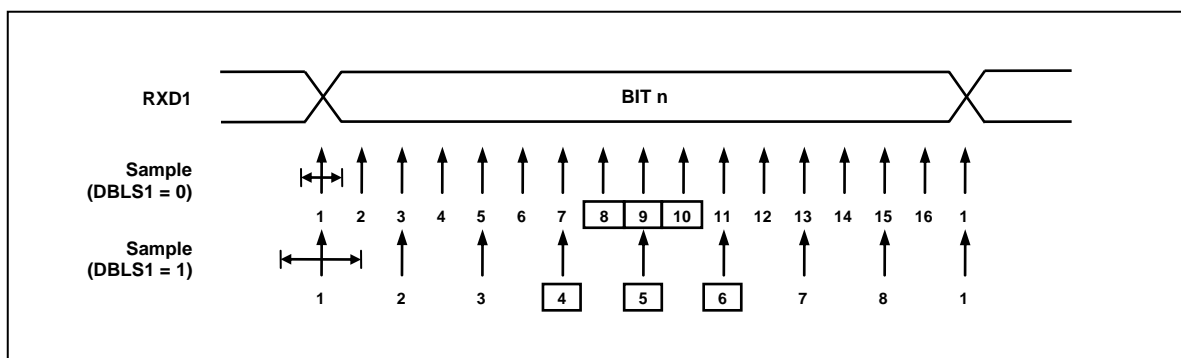 RXD1
BIT n
Sample
(DBLS1 = 0)
1 2 3 4 5 6 7 8 9 10 11 12 13 14 15 16 1
Sample
(DBLS1 = 1)
1 2 3 4 5 6 7 8 1